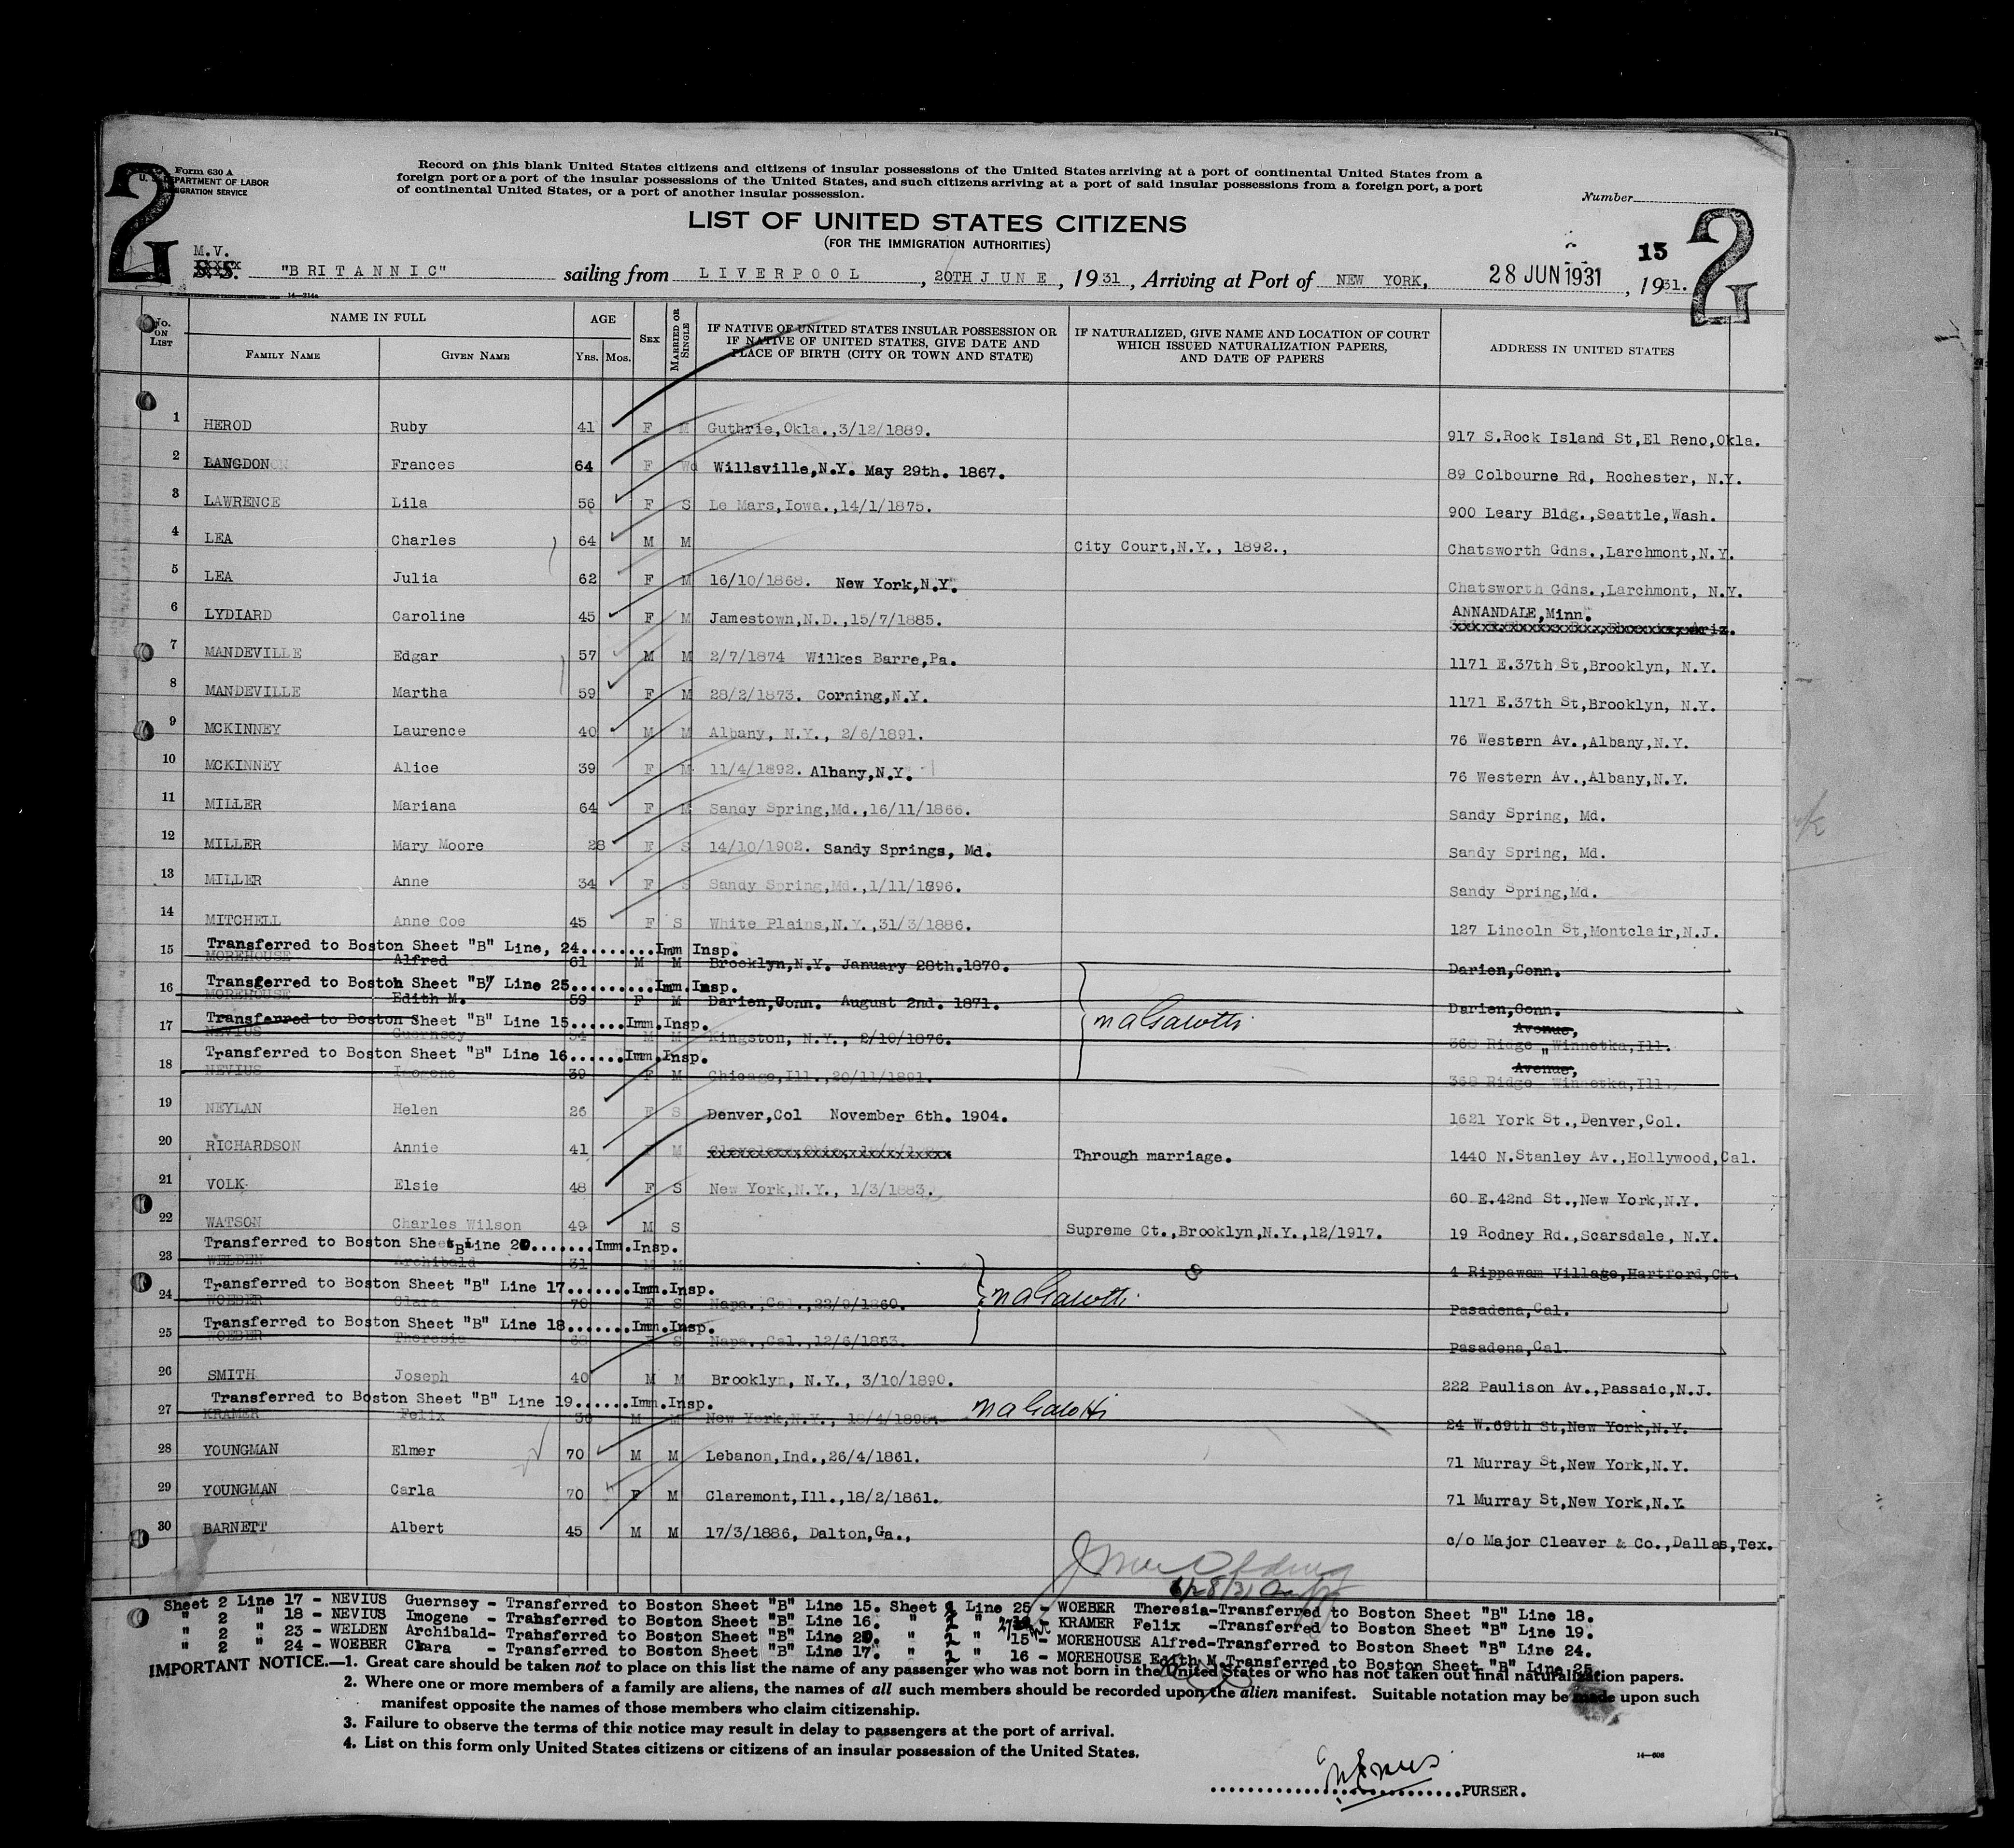 2
2
Form 630 A
U. S. DEPARTMENT OF LABOR
IMMIGRATION SERVICE
Record on this blank United States citizens and citizens of insular possessions of the United States arriving at a port of continental United States from a
foreign port or a port of the insular possessions of the United States, and such citizens arriving at a port of said insular possessions from a foreign port, a port
of continental United States, or a port of another insular possession.
Number
LIST OF UNITED STATES CITIZENS
(FOR THE IMMIGRATION AUTHORITIES)
15
M.V.
S.S. "BRITANNIC" sailing from LIVERPOOL, 20TH JUNE, 1931, Arriving at Port of NEW YORK, 28 JUN 1931, 1931.
14—214a
No. ON LIST NAME IN FULL AGE SEX MARRIED OR SINGLE IF NATIVE OF UNITED STATES INSULAR POSSESSION OR IF NATIVE OF UNITED STATES, GIVE DATE AND PLACE OF BIRTH (CITY OR TOWN AND STATE) IF NATURALIZED, GIVE NAME AND LOCATION OF COURT WHICH ISSUED NATURALIZATION PAPERS, AND DATE OF PAPERS ADDRESS IN UNITED STATES
FAMILY NAME GIVEN NAME YRS. MOS.
1 HEROD Ruby 41 F M Guthrie,Okla.,3/12/1889. 917 S.Rock Island St,El Reno,Okla.
2 LANGDON Frances 64 F Wd Willsville,N.Y. May 29th. 1867. 89 Colbourne Rd, Rochester, N.Y.
3 LAWRENCE Lila 56 F S Le Mars,Iowa.,14/1/1875. 900 Leary Bldg.,Seattle,Wash.
4 LEA Charles 64 M M City Court,N.Y., 1892., Chatsworth Gdns.,Larchmont,N.Y.
5 LEA Julia 62 F M 16/10/1868. New York,N.Y. Chatsworth Gdns.,Larchmont, N.Y.
6 LYDIARD Caroline 45 F M Jamestown,N.D.,15/7/1885. ANNANDALE,Minn.
7 MANDEVILLE Edgar 57 M M 2/7/1874 Wilkes Barre,Pa. 1171 E.37th St,Brooklyn, N.Y.
8 MANDEVILLE Martha 59 F M 28/2/1873. Corning,N.Y. 1171 E.37th St,Brooklyn, N.Y.
9 MCKINNEY Laurence 40 M M Albany, N.Y., 2/6/1891. 76 Western Av.,Albany,N.Y.
10 MCKINNEY Alice 39 F M 11/4/1892. Albany,N.Y. 76 Western Av.,Albany,N.Y.
11 MILLER Mariana 64 F M Sandy Spring,Md.,16/11/1866. Sandy Spring, Md.
12 MILLER Mary Moore 28 F S 14/10/1902. Sandy Springs, Md. Sandy Spring, Md.
13 MILLER Anne 34 F S Sandy Spring,Md.,1/11/1896. Sandy Spring,Md.
14 MITCHELL Anne Coe 45 F S White Plains,N.Y.,31/3/1886. 127 Lincoln St,Montclair,N.J.
Transferred to Boston Sheet "B" Line, 24........Imm Insp.
15 MOREHOUSE Alfred 61 M M Brooklyn,N.Y. January 28th.1870. Darien,Conn.
Transferred to Boston Sheet "B" Line 25.........Imm.Insp.
16 MOREHOUSE Edith M. 59 F M Darien,Conn. August 2nd. 1871. Darien,Conn.
Transferred to Boston Sheet "B" Line 15......Imm.Insp. Avenue,
17 NEVIUS Guernsey 54 M M Kingston, N.Y., 2/10/1876. 368 Ridge " Winnetka,Ill.
Transferred to Boston Sheet "B" Line 16......Imm.Insp. Avenue,
18 NEVIUS Imogene 39 F M Chicago,Ill.,20/11/1891. 368 Ridge Winnetka,Ill.
19 NEYLAN Helen 26 F S Denver,Col November 6th. 1904. 1621 York St.,Denver,Col.
20 RICHARDSON Annie 41 F M Through marriage. 1440 N.Stanley Av.,Hollywood,Cal.
21 VOLK Elsie 48 F S New York,N.Y., 1/3/1883. 60 E.42nd St.,New York,N.Y.
22 WATSON Charles Wilson 49 M S Supreme Ct.,Brooklyn,N.Y.,12/1917. 19 Rodney Rd.,Scarsdale, N.Y.
Transferred to Boston Sheet "B" Line 20.......Imm.Insp.
23 WELDEN Archibald 31 M M 4 Rippawam Village,Hartford,Ct.
Transferred to Boston Sheet "B" Line 17.......Imm.Insp.
24 WOEBER Clara 70 F S Napa.,Cal.,22/9/1860. Pasadena,Cal.
Transferred to Boston Sheet "B" Line 18.......Imm.Insp.
25 WOEBER Theresia 68 F S Napa.,Cal.,12/6/1863. Pasadena,Cal.
26 SMITH Joseph 40 M M Brooklyn, N.Y., 3/10/1890. 222 Paulison Av.,Passaic,N.J.
Transferred to Boston Sheet "B" Line 19......Imm.Insp.
27 KRAMER Felix 36 M M New York,N.Y., 18/4/1895. 24 W.69th St,New York,N.Y.
28 YOUNGMAN Elmer 70 M M Lebanon,Ind.,26/4/1861. 71 Murray St,New York,N.Y.
29 YOUNGMAN Carla 70 F M Claremont,Ill.,18/2/1861. 71 Murray St,New York,N.Y.
30 BARNETT Albert 45 M M 17/3/1886, Dalton,Ga., c/o Major Cleaver & Co.,Dallas,Tex.
6/28/31
Sheet 2 Line 17 - NEVIUS Guernsey - Transferred to Boston Sheet "B" Line 15. Sheet 2 Line 25 - WOEBER Theresia-Transferred to Boston Sheet "B" Line 18.
" 2 " 18 - NEVIUS Imogene - Transferred to Boston Sheet "B" Line 16. " 2 " 27 - KRAMER Felix -Transferred to Boston Sheet "B" Line 19.
" 2 " 23 - WELDEN Archibald- Transferred to Boston Sheet "B" Line 20. " 2 " 15 - MOREHOUSE Alfred-Transferred to Boston Sheet "B" Line 24.
" 2 " 24 - WOEBER Clara - Transferred to Boston Sheet "B" Line 17. " 2 " 16 - MOREHOUSE Edith M.Transferred to Boston Sheet "B" Line 25.
IMPORTANT NOTICE.—1. Great care should be taken not to place on this list the name of any passenger who was not born in the United States or who has not taken out final naturalization papers.
2. Where one or more members of a family are aliens, the names of all such members should be recorded upon the alien manifest. Suitable notation may be made upon such
manifest opposite the names of those members who claim citizenship.
3. Failure to observe the terms of this notice may result in delay to passengers at the port of arrival.
4. List on this form only United States citizens or citizens of an insular possession of the United States.
14—606
PURSER.